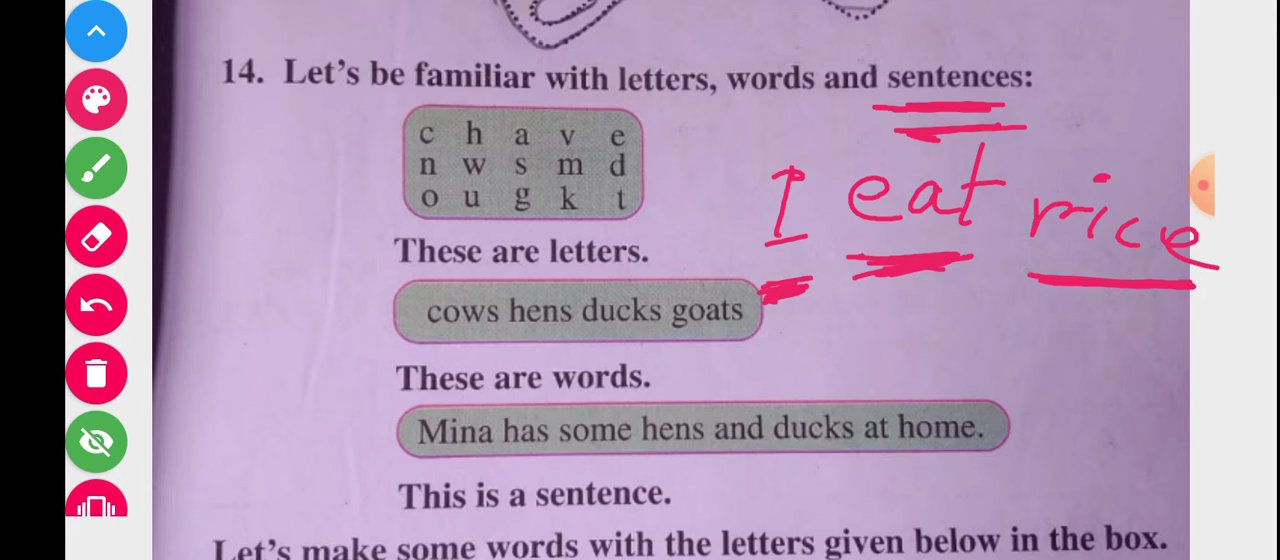 14. Let's be familiar with letters, words and sentences:
c h a v e
n w s m d
o u g k t
I eat rice
These are letters.
cows hens ducks goats
These are words.
Mina has some hens and ducks at home.
This is a sentence.
Let's make some words with the letters given below in the box.